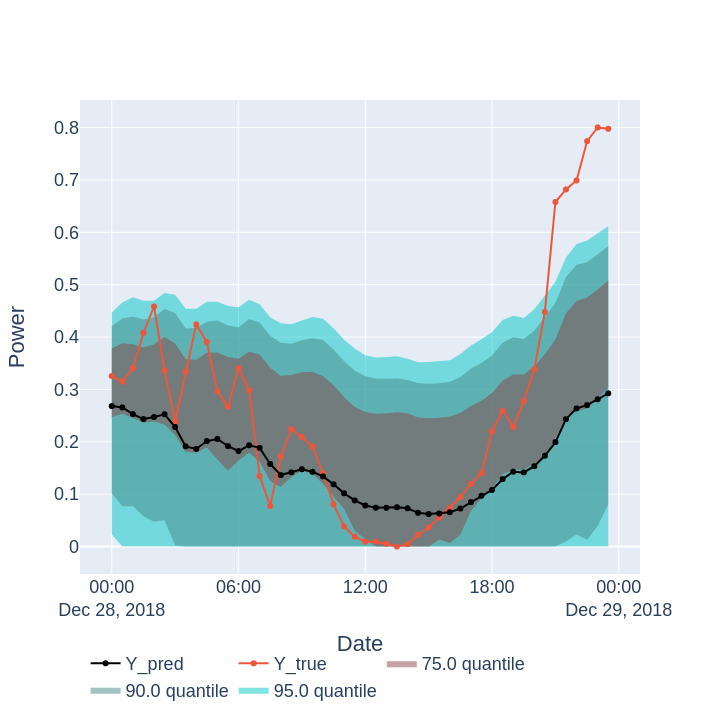 Power
0.8
0.7
0.6
0.5
0.4
0.3
0.2
0.1
0
00:00 06:00 12:00 18:00 00:00
Dec 28, 2018 Dec 29, 2018
Date
Y_pred Y_true 75.0 quantile
90.0 quantile 95.0 quantile